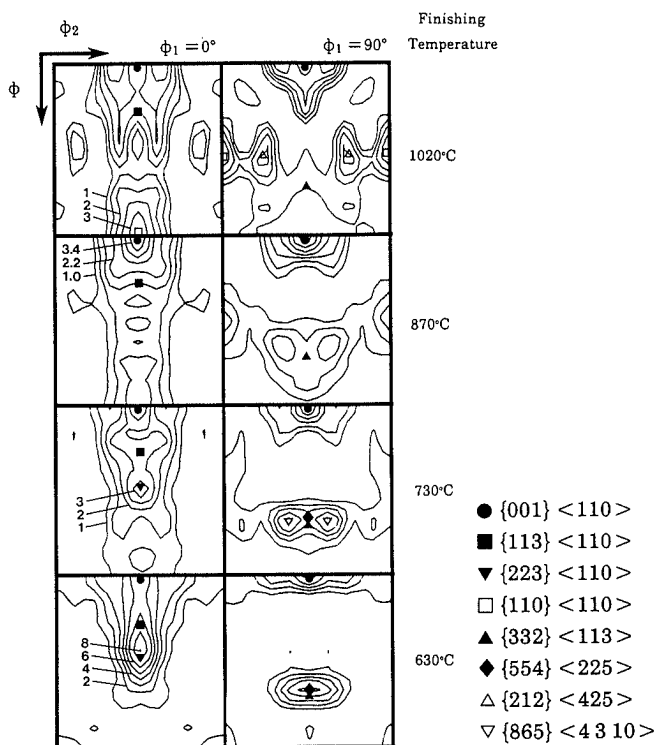 Finishing
Temperature
ϕ2
ϕ1 = 0°
ϕ1 = 90°
ϕ
1
2
3
1020°C
3.4
2.2
1.0
870°C
3
2
1
730°C
8
6
4
2
630°C
● {001} <110>
■ {113} <110>
▼ {223} <110>
□ {110} <110>
▲ {332} <113>
◆ {554} <225>
△ {212} <425>
▽ {865} <4 3 10>